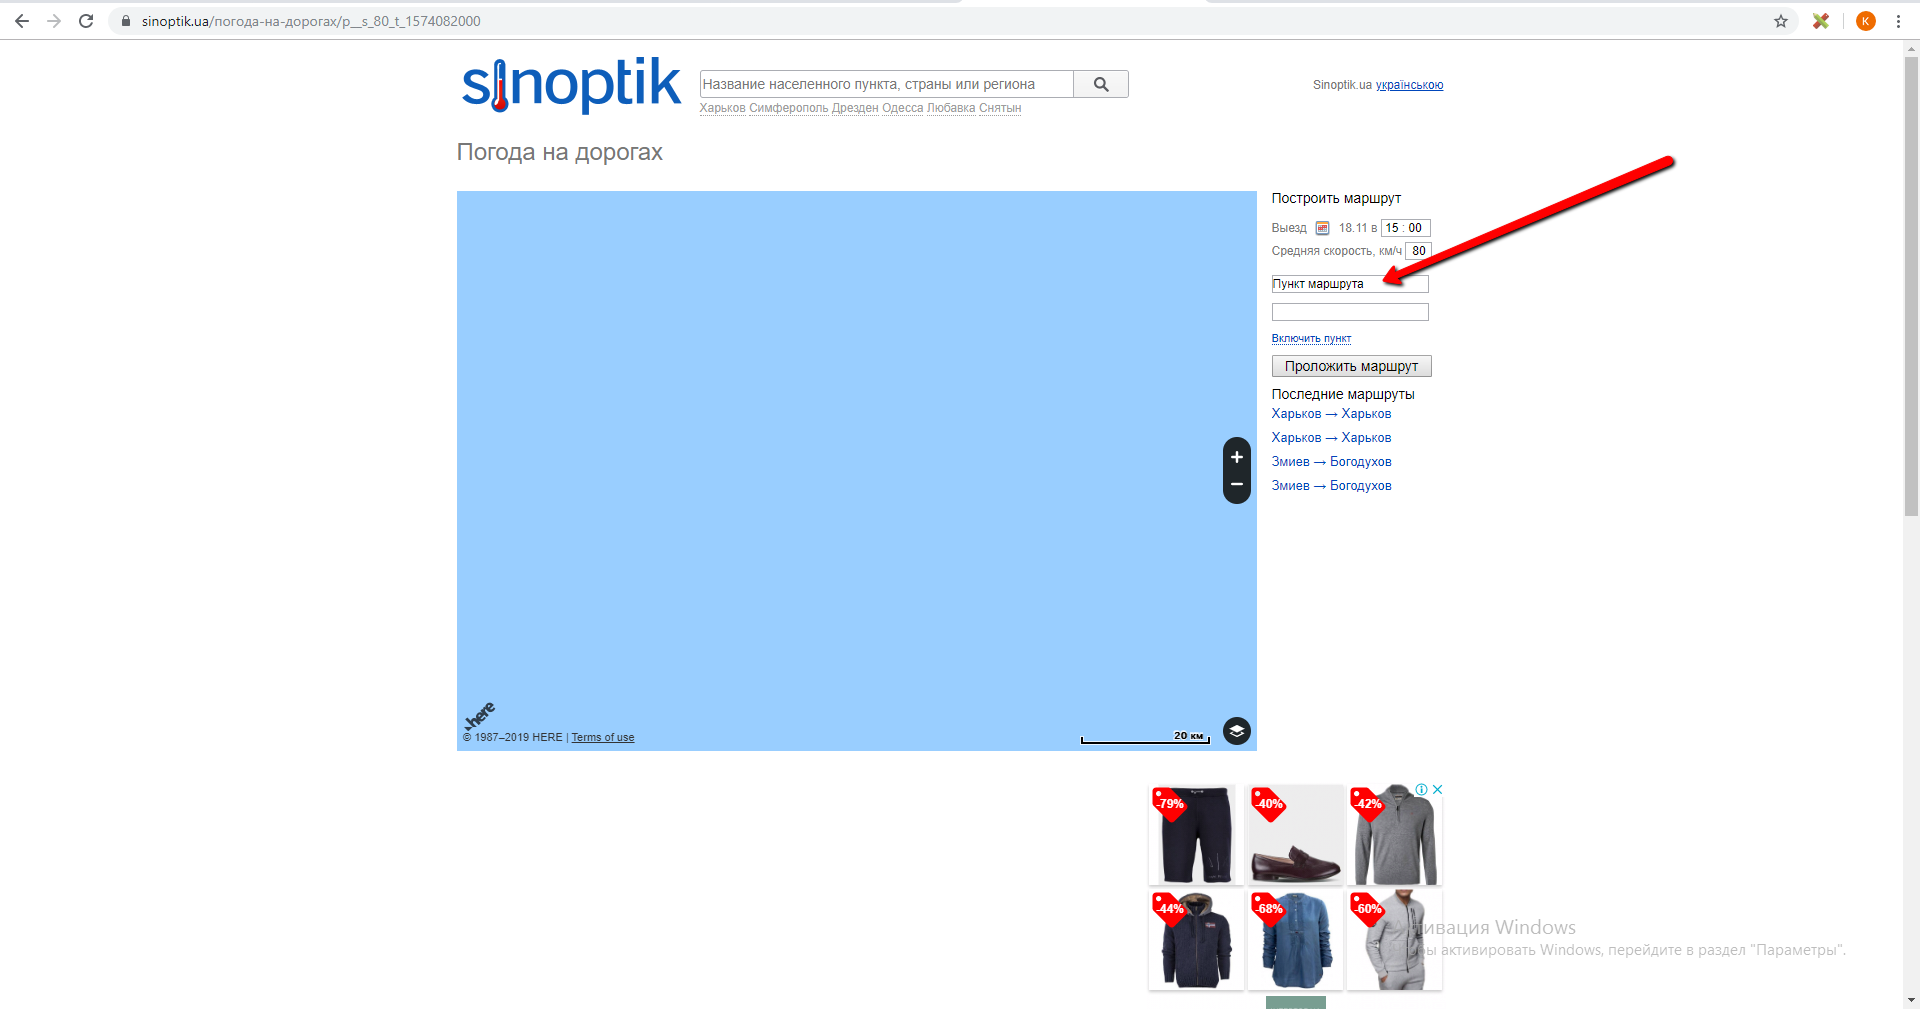 sinoptik.ua/погода-на-дорогах/p__s_80_t_1574082000
K
sinoptik
Название населенного пункта, страны или региона
Харьков Симферополь Дрезден Одесса Любавка Снятын
Sinoptik.ua українською
Погода на дорогах
Построить маршрут
Выезд 18.11 в 15 : 00
Средняя скорость, км/ч 80
Пункт маршрута
Включить пункт
Проложить маршрут
Последние маршруты
Харьков → Харьков
Харьков → Харьков
Змиев → Богодухов
Змиев → Богодухов
+
−
here
© 1987–2019 HERE | Terms of use
20 км
-79% -40% -42%
-44% -68% -60%
тивация Windows
бы активировать Windows, перейдите в раздел "Параметры".